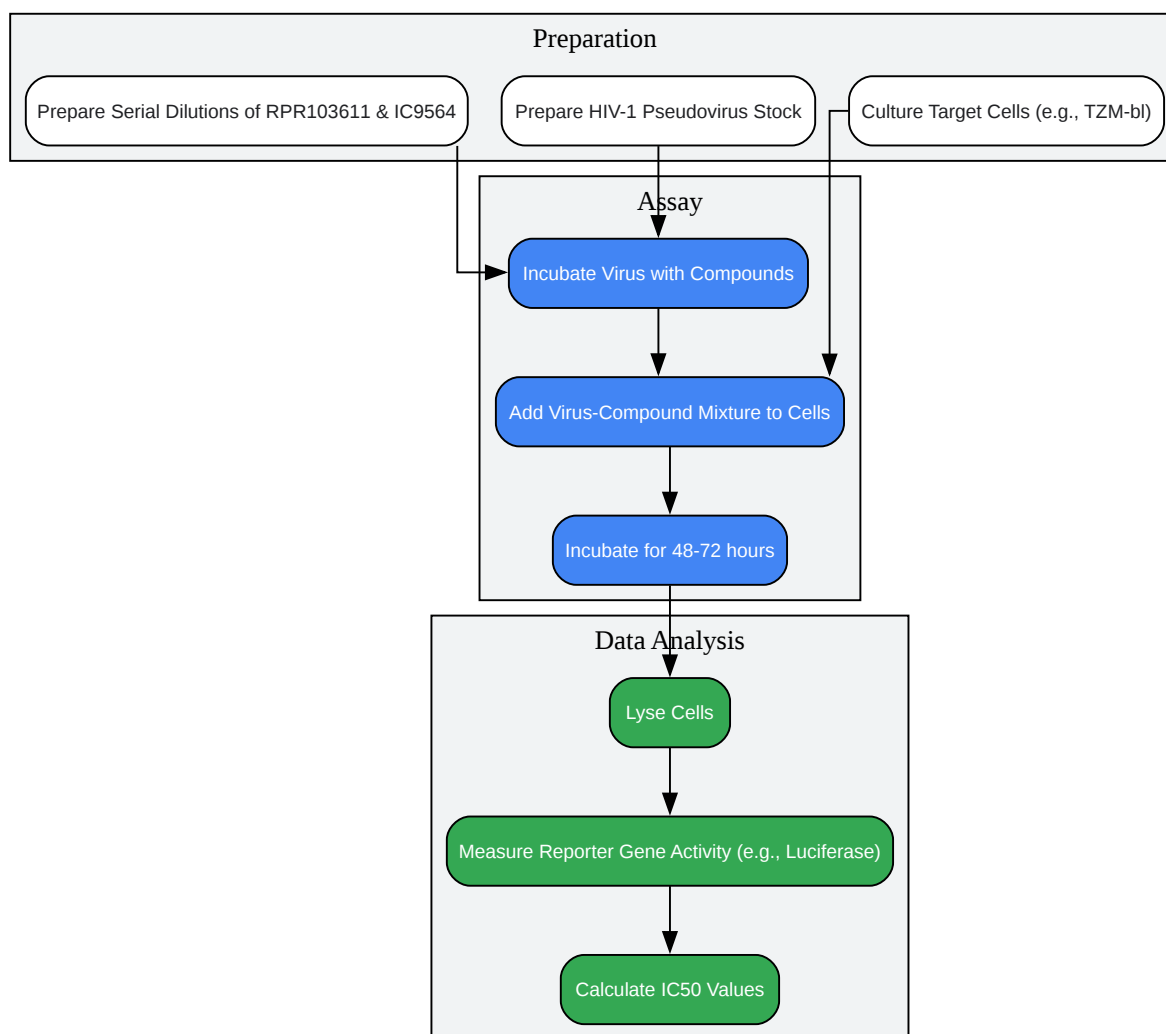 Preparation
Prepare Serial Dilutions of RPR103611 & IC9564
Prepare HIV-1 Pseudovirus Stock
Culture Target Cells (e.g., TZM-bl)
Assay
Incubate Virus with Compounds
Add Virus-Compound Mixture to Cells
Incubate for 48-72 hours
Data Analysis
Lyse Cells
Measure Reporter Gene Activity (e.g., Luciferase)
Calculate IC50 Values